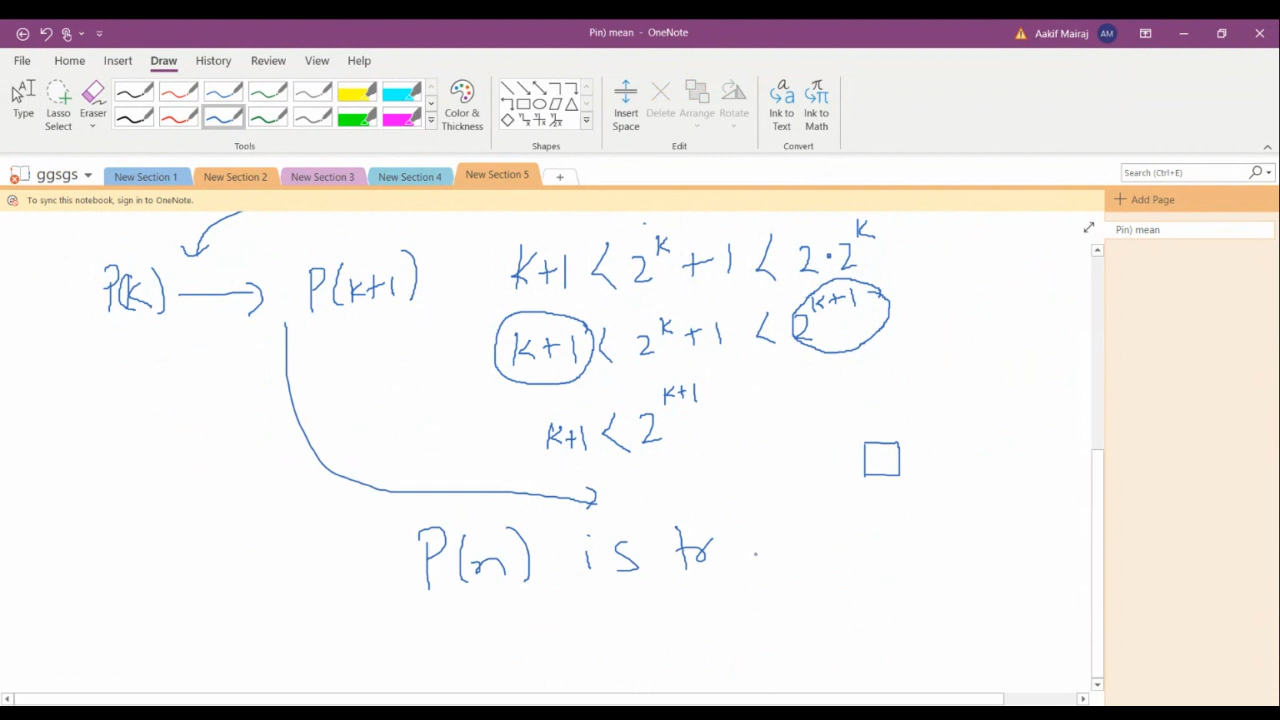 Pin) mean - OneNote
Aakif Mairaj AM
File Home Insert Draw History Review View Help
Type
Lasso Select
Eraser
Color & Thickness
Insert Space
Delete
Arrange
Rotate
Ink to Text
Ink to Math
Tools
Shapes
Edit
Convert
ggsgs
New Section 1 New Section 2 New Section 3 New Section 4 New Section 5
Search (Ctrl+E)
To sync this notebook, sign in to OneNote.
Add Page
Pin) mean
k+1 < 2^k + 1 < 2·2^k
P(k) → P(k+1)
k+1 < 2^k + 1 < 2^{k+1}
k+1 < 2^{k+1}
P(n) is tr